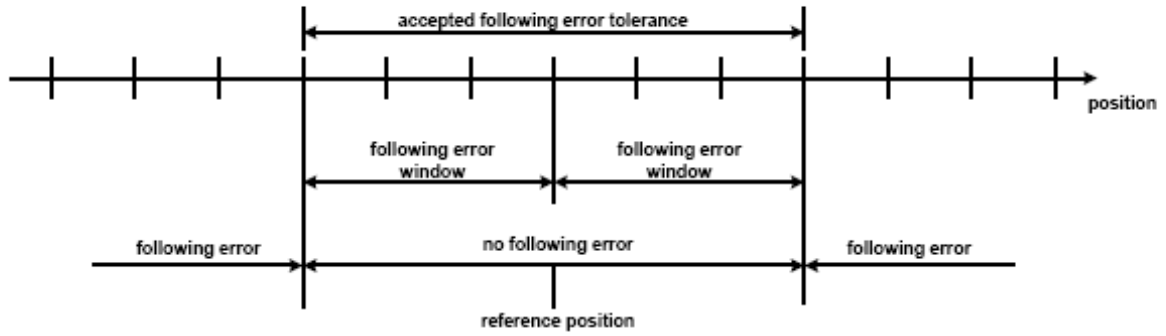 accepted following error tolerance
position
following error
window
following error
window
following error
no following error
following error
reference position